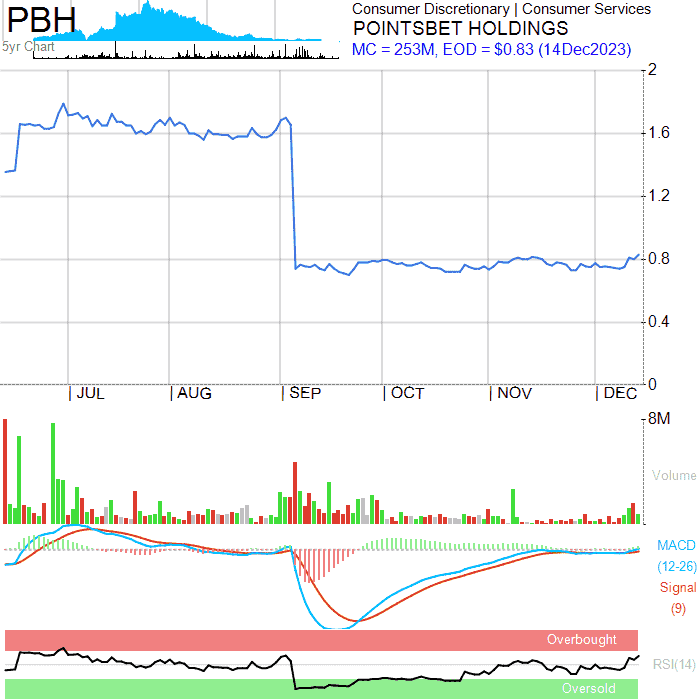 PBH
5yr Chart
Consumer Discretionary | Consumer Services
POINTSBET HOLDINGS
MC = 253M, EOD = $0.83 (14Dec2023)
2
1.6
1.2
0.8
0.4
0
JUL AUG SEP OCT NOV DEC
8M
Volume
MACD
(12-26)
Signal
(9)
Overbought
RSI(14)
Oversold